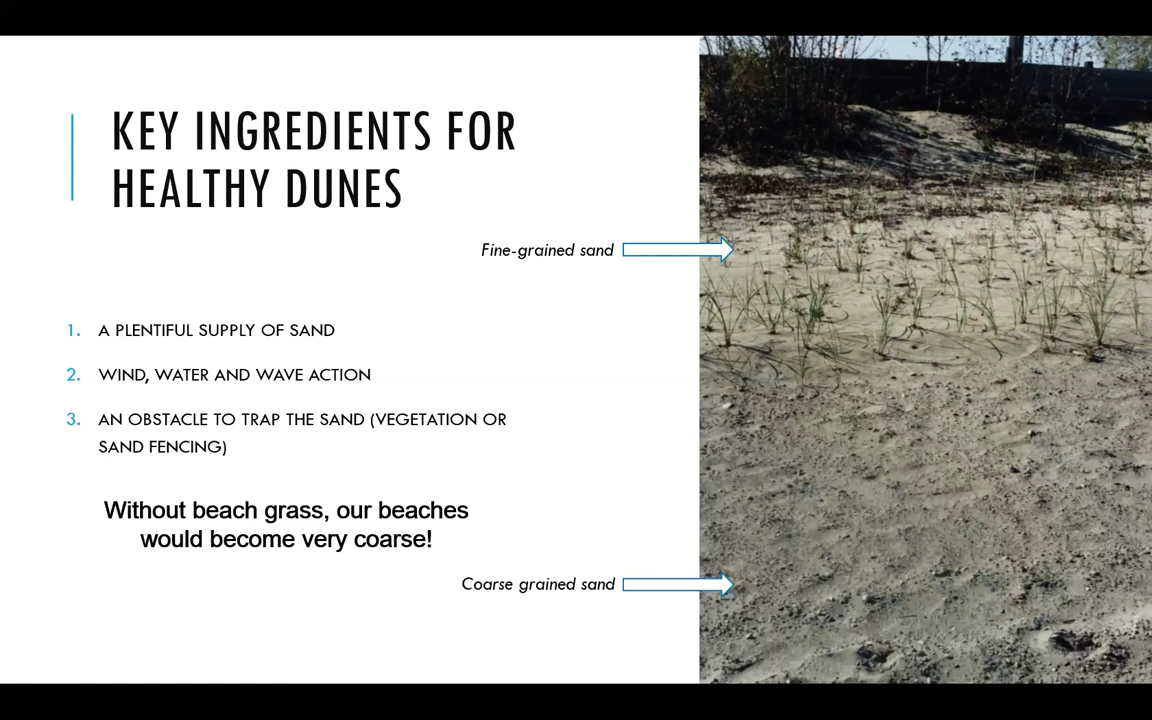 KEY INGREDIENTS FOR
HEALTHY DUNES
Fine-grained sand
1. A PLENTIFUL SUPPLY OF SAND
2. WIND, WATER AND WAVE ACTION
3. AN OBSTACLE TO TRAP THE SAND (VEGETATION OR
SAND FENCING)
Without beach grass, our beaches
would become very coarse!
Coarse grained sand